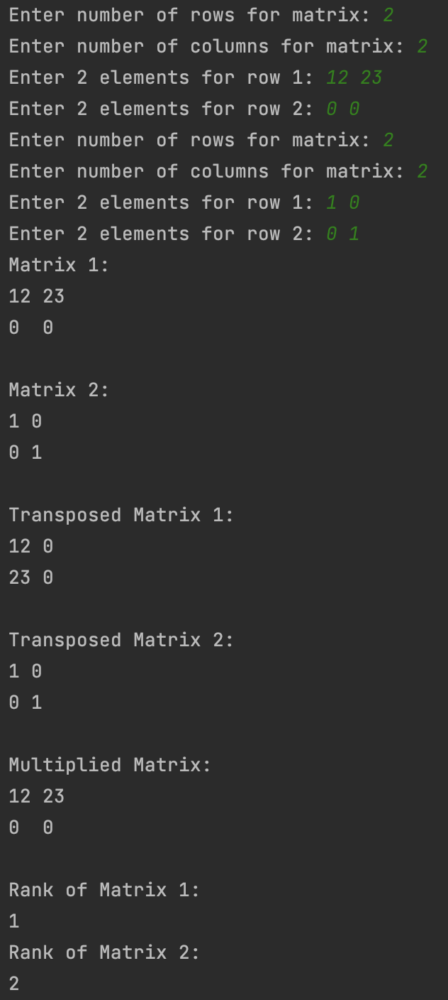 Enter number of rows for matrix: 2
Enter number of columns for matrix: 2
Enter 2 elements for row 1: 12 23
Enter 2 elements for row 2: 0 0
Enter number of rows for matrix: 2
Enter number of columns for matrix: 2
Enter 2 elements for row 1: 1 0
Enter 2 elements for row 2: 0 1
Matrix 1:
12 23
0  0
Matrix 2:
1 0
0 1
Transposed Matrix 1:
12 0
23 0
Transposed Matrix 2:
1 0
0 1
Multiplied Matrix:
12 23
0  0
Rank of Matrix 1:
1
Rank of Matrix 2:
2